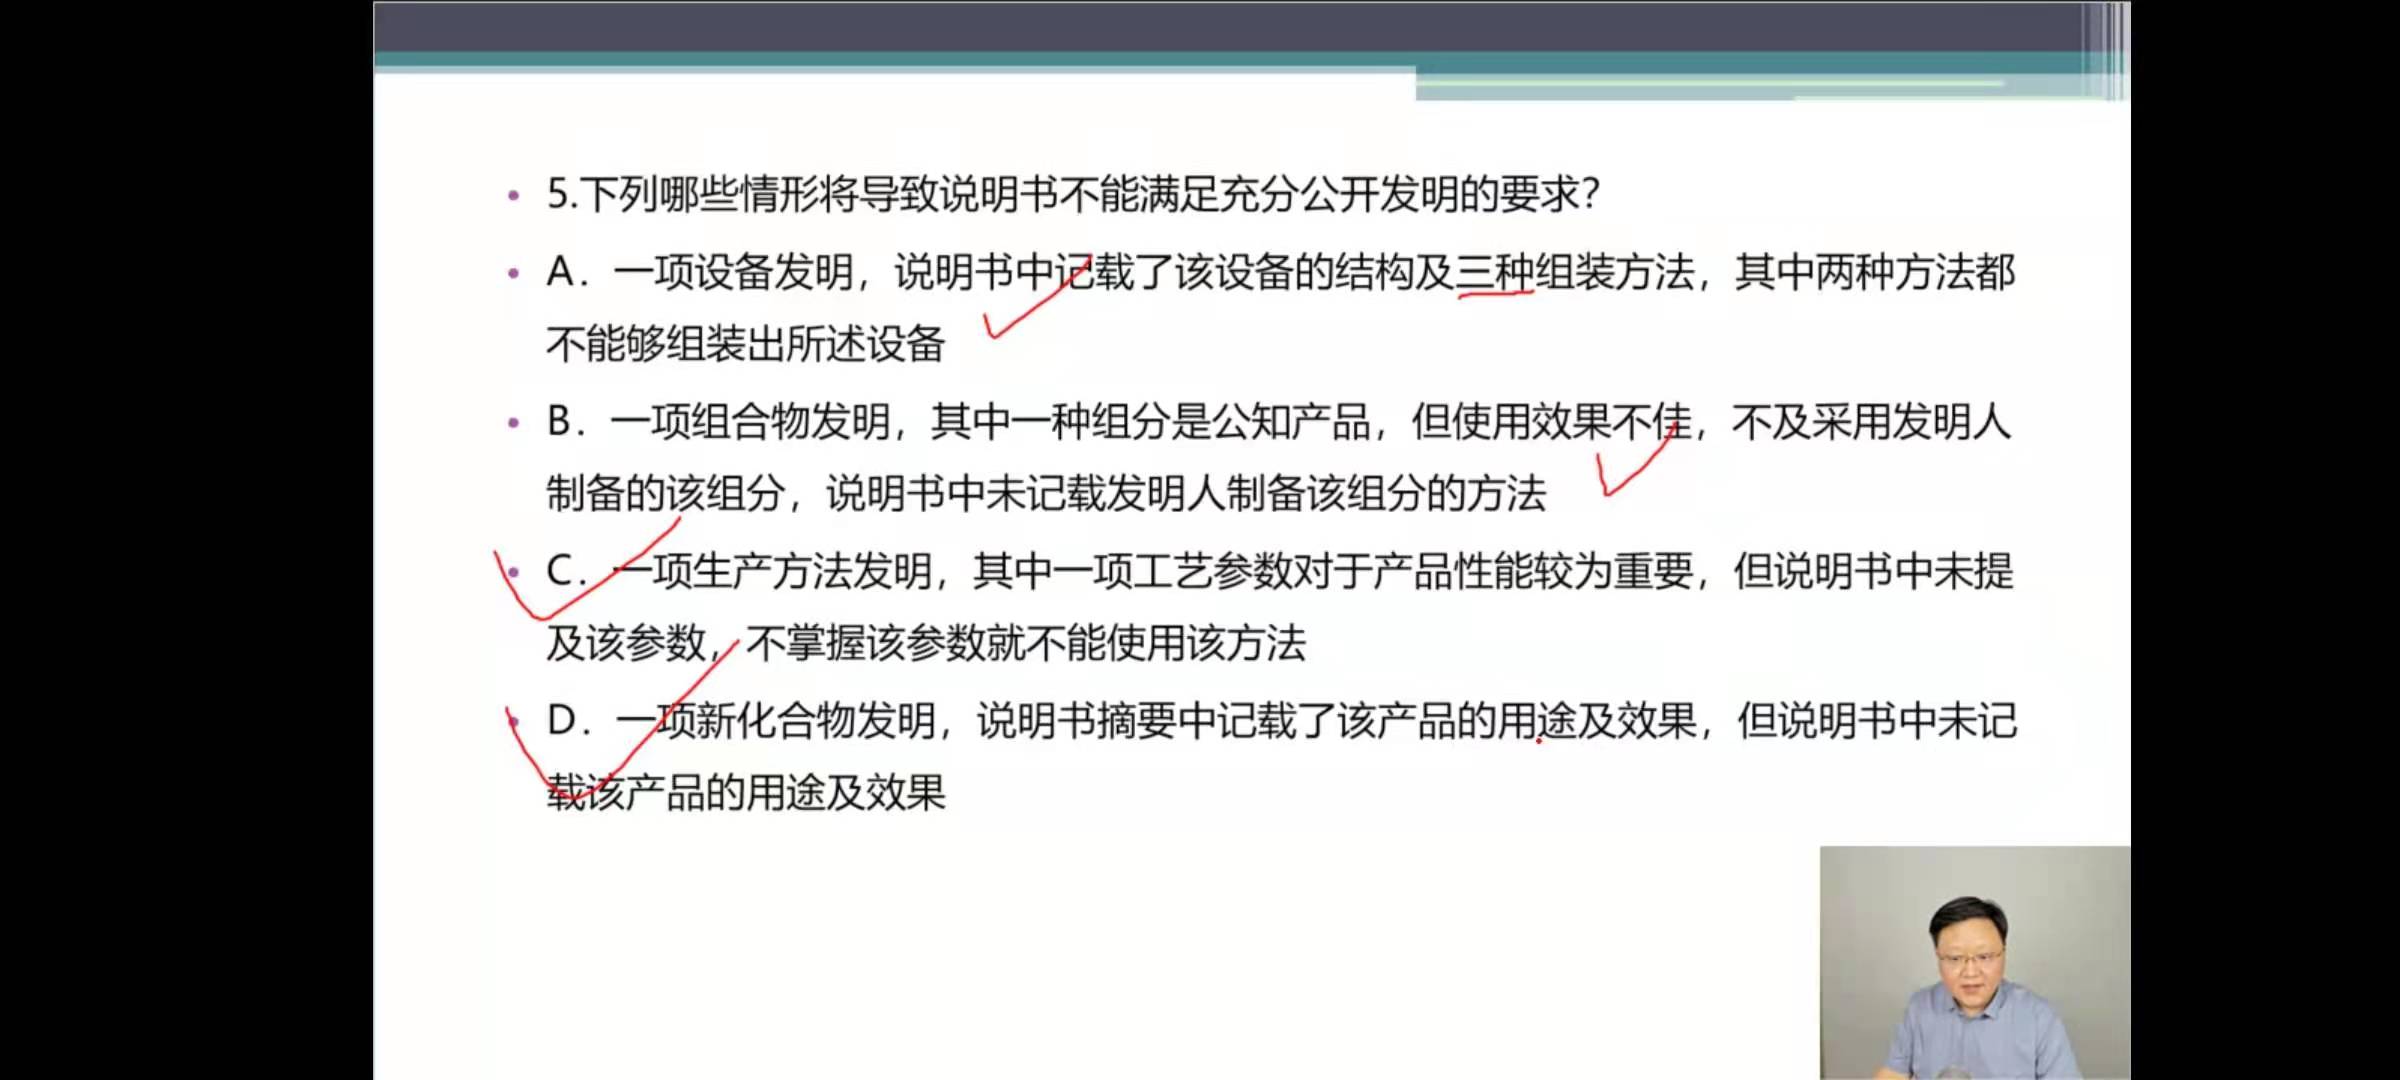 5.下列哪些情形将导致说明书不能满足充分公开发明的要求？
A．一项设备发明，说明书中记载了该设备的结构及三种组装方法，其中两种方法都
不能够组装出所述设备
B．一项组合物发明，其中一种组分是公知产品，但使用效果不佳，不及采用发明人
制备的该组分，说明书中未记载发明人制备该组分的方法
C．一项生产方法发明，其中一项工艺参数对于产品性能较为重要，但说明书中未提
及该参数，不掌握该参数就不能使用该方法
D．一项新化合物发明，说明书摘要中记载了该产品的用途及效果，但说明书中未记
载该产品的用途及效果